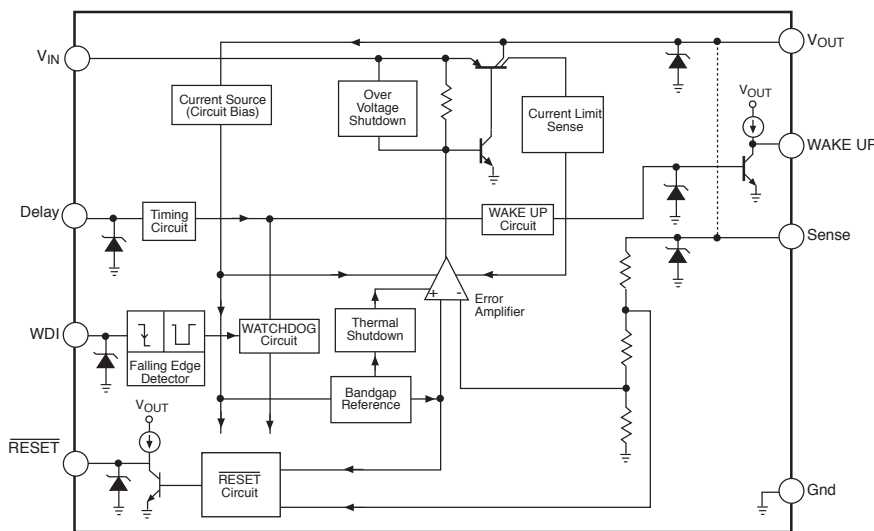 VIN
VOUT
Current Source
(Circuit Bias)
Over
Voltage
Shutdown
Current Limit
Sense
VOUT
WAKE UP
Delay
Timing
Circuit
WAKE UP
Circuit
Sense
+
-
Error
Amplifier
WDI
Falling Edge
Detector
WATCHDOG
Circuit
Thermal
Shutdown
Bandgap
Reference
VOUT
RESET
RESET
Circuit
Gnd